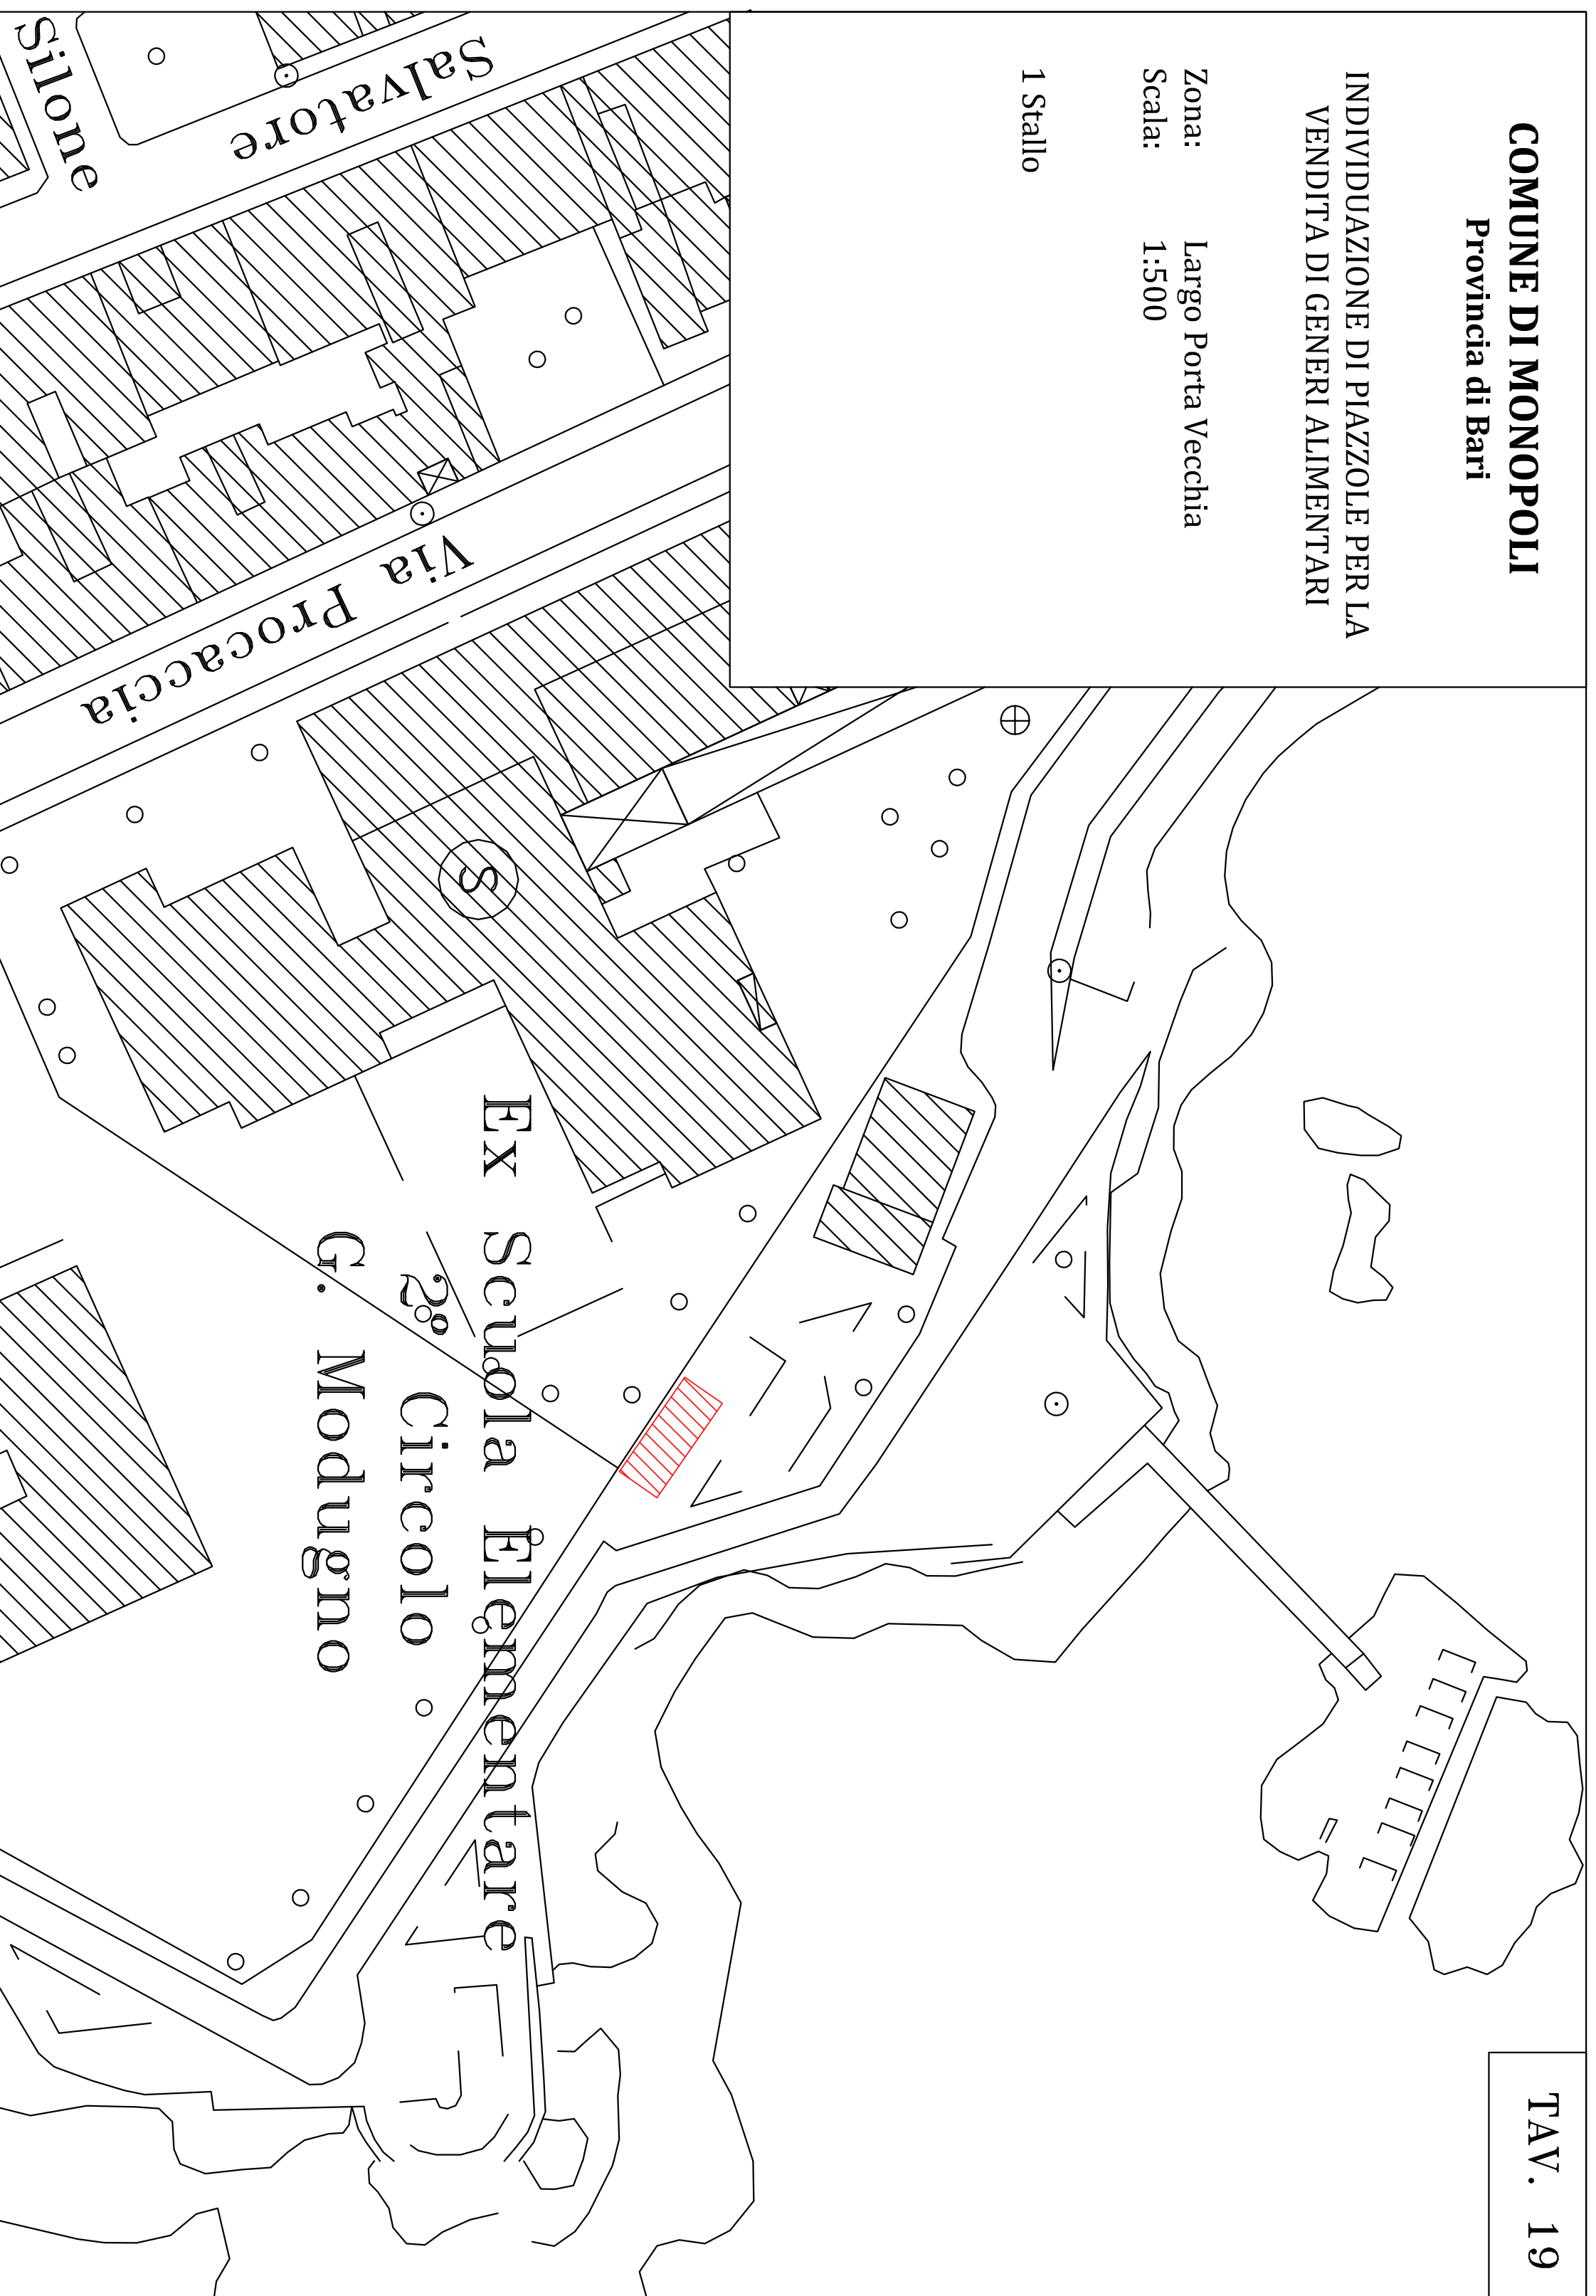 COMUNE DI MONOPOLI
Provincia di Bari
INDIVIDUAZIONE DI PIAZZOLE PER LA
VENDITA DI GENERI ALIMENTARI
Zona: Largo Porta Vecchia
Scala: 1:500
1 Stallo
TAV. 19
Salvatore
Silone
Via Procaccia
S
Ex Scuola Elementare
2° Circolo
G. Modugno